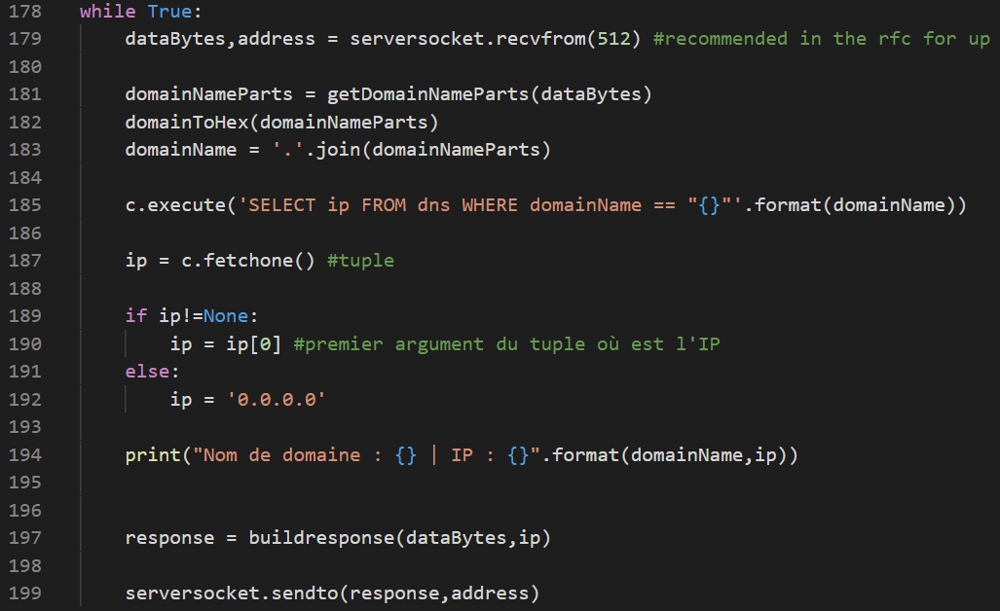 178 while True:
179 dataBytes,address = serversocket.recvfrom(512) #recommended in the rfc for up
180
181 domainNameParts = getDomainNameParts(dataBytes)
182 domainToHex(domainNameParts)
183 domainName = '.'.join(domainNameParts)
184
185 c.execute('SELECT ip FROM dns WHERE domainName == "{}"'.format(domainName))
186
187 ip = c.fetchone() #tuple
188
189 if ip!=None:
190 ip = ip[0] #premier argument du tuple où est l'IP
191 else:
192 ip = '0.0.0.0'
193
194 print("Nom de domaine : {} | IP : {}".format(domainName,ip))
195
196
197 response = buildresponse(dataBytes,ip)
198
199 serversocket.sendto(response,address)